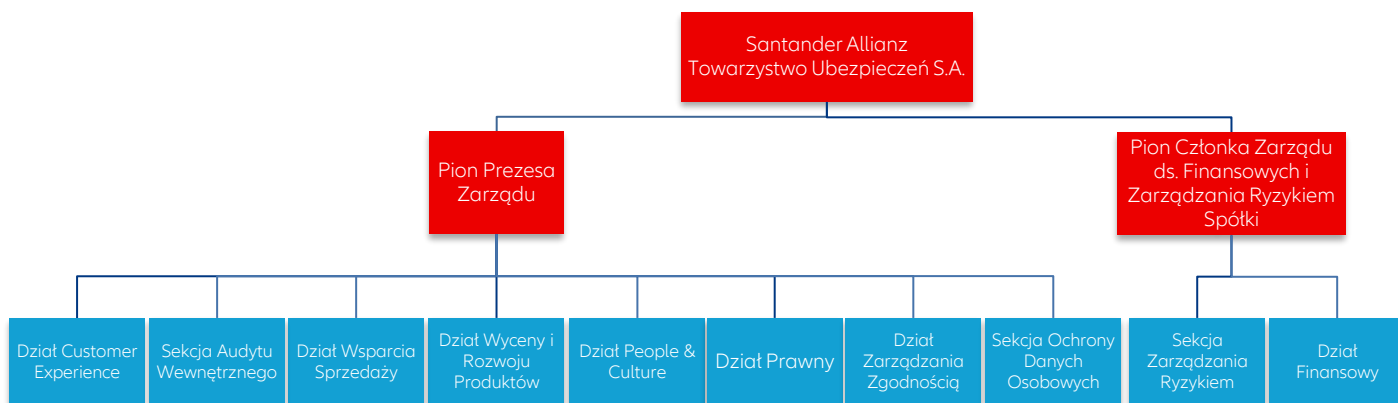 Santander Allianz
Towarzystwo Ubezpieczeń S.A.
Pion Prezesa
Zarządu
Pion Członka Zarządu
ds. Finansowych i
Zarządzania Ryzykiem
Spółki
Dział Customer
Experience
Sekcja Audytu
Wewnętrznego
Dział Wsparcia
Sprzedaży
Dział Wyceny i
Rozwoju
Produktów
Dział People &
Culture
Dział Prawny
Dział
Zarządzania
Zgodnością
Sekcja Ochrony
Danych
Osobowych
Sekcja
Zarządzania
Ryzykiem
Dział
Finansowy